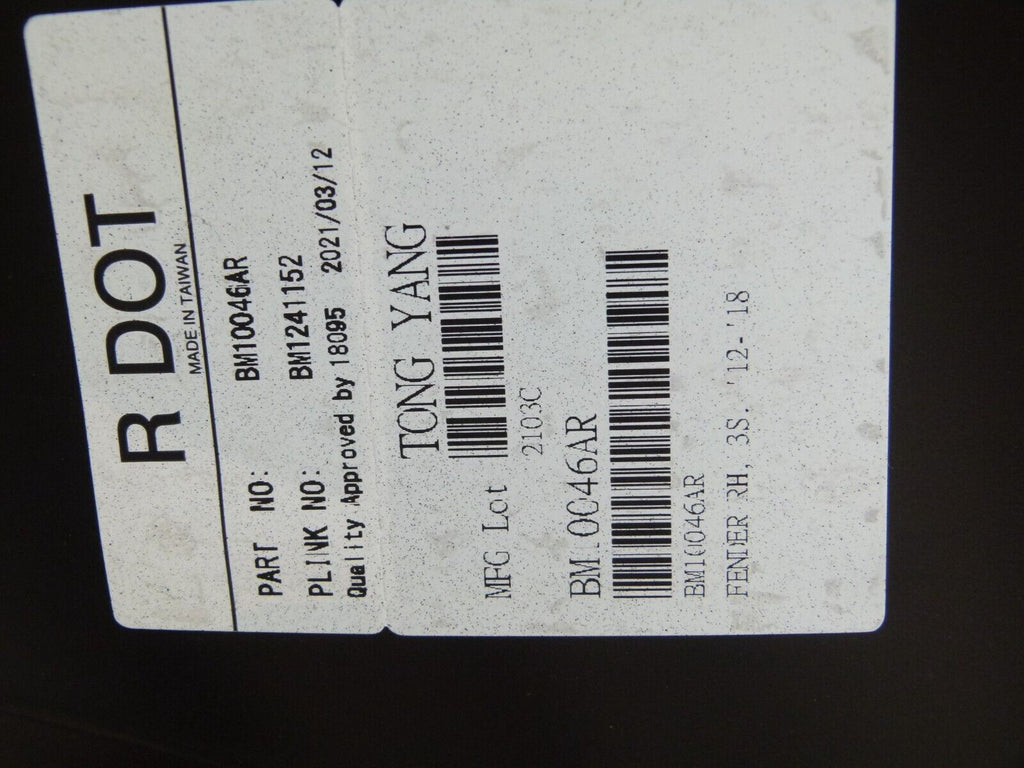 R DOT
MADE IN TAIWAN
PART NO: BM10046AR
PLINK NO: BM1241152
Quality Approved by 18095 2021/03/12
TONG YANG
MFG Lot
2103C
BM10046AR
BM10046AR
FENDER RH, 3S. '12-'18